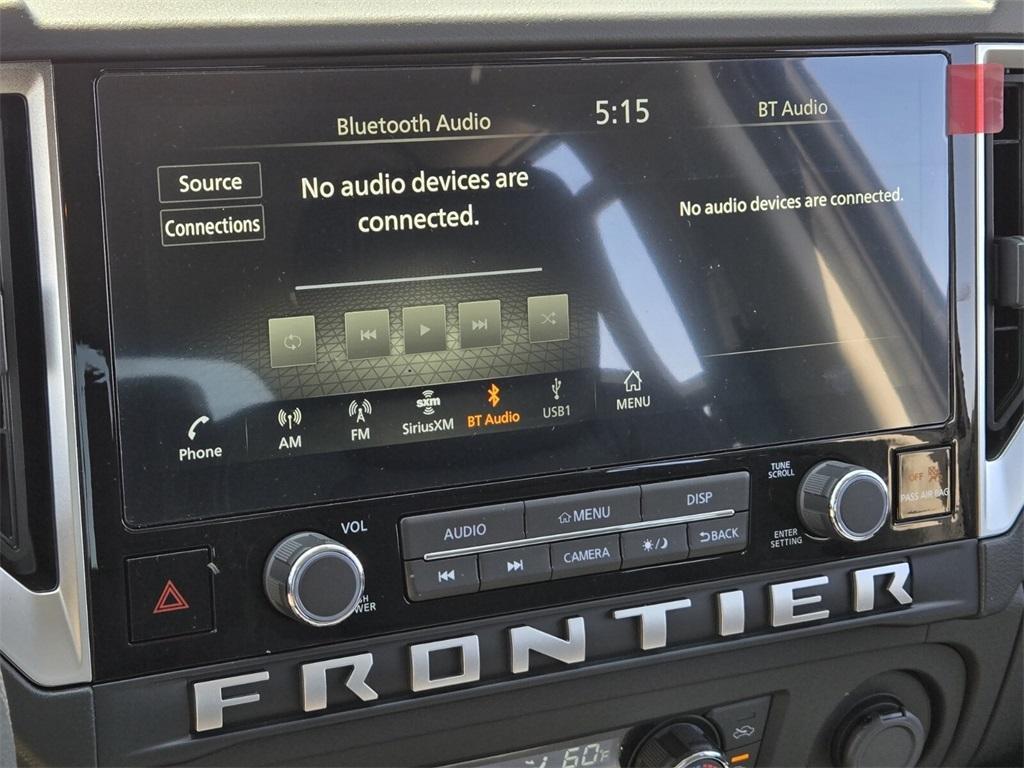 Bluetooth Audio
5:15
BT Audio
Source
Connections
No audio devices are
connected.
No audio devices are connected.
Phone
AM
FM
sxm
SiriusXM
BT Audio
USB1
MENU
VOL
AUDIO
MENU
DISP
CAMERA
BACK
TUNE
SCROLL
ENTER
SETTING
OFF
PASS AIR BAG
FRONTIER
60°F